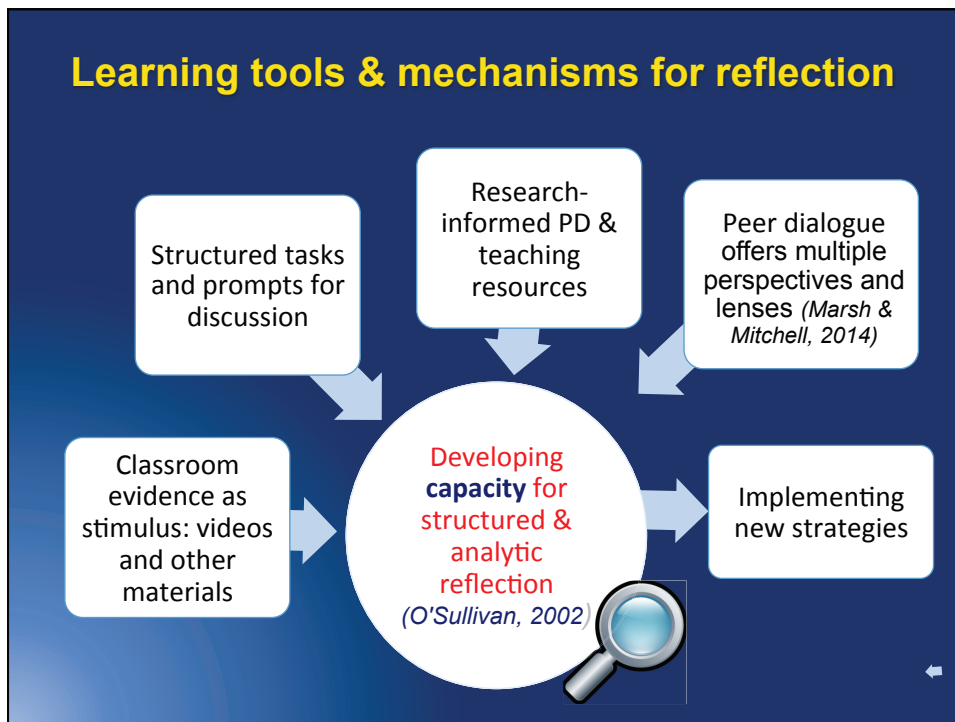 Learning tools & mechanisms for reflection
Classroom
evidence as
stimulus: videos
and other
materials
Structured tasks
and prompts for
discussion
Research-
informed PD &
teaching
resources
Peer dialogue
offers multiple
perspectives and
lenses (Marsh &
Mitchell, 2014)
Developing
capacity for
structured &
analytic
reflection
(O'Sullivan, 2002)
Implementing
new strategies